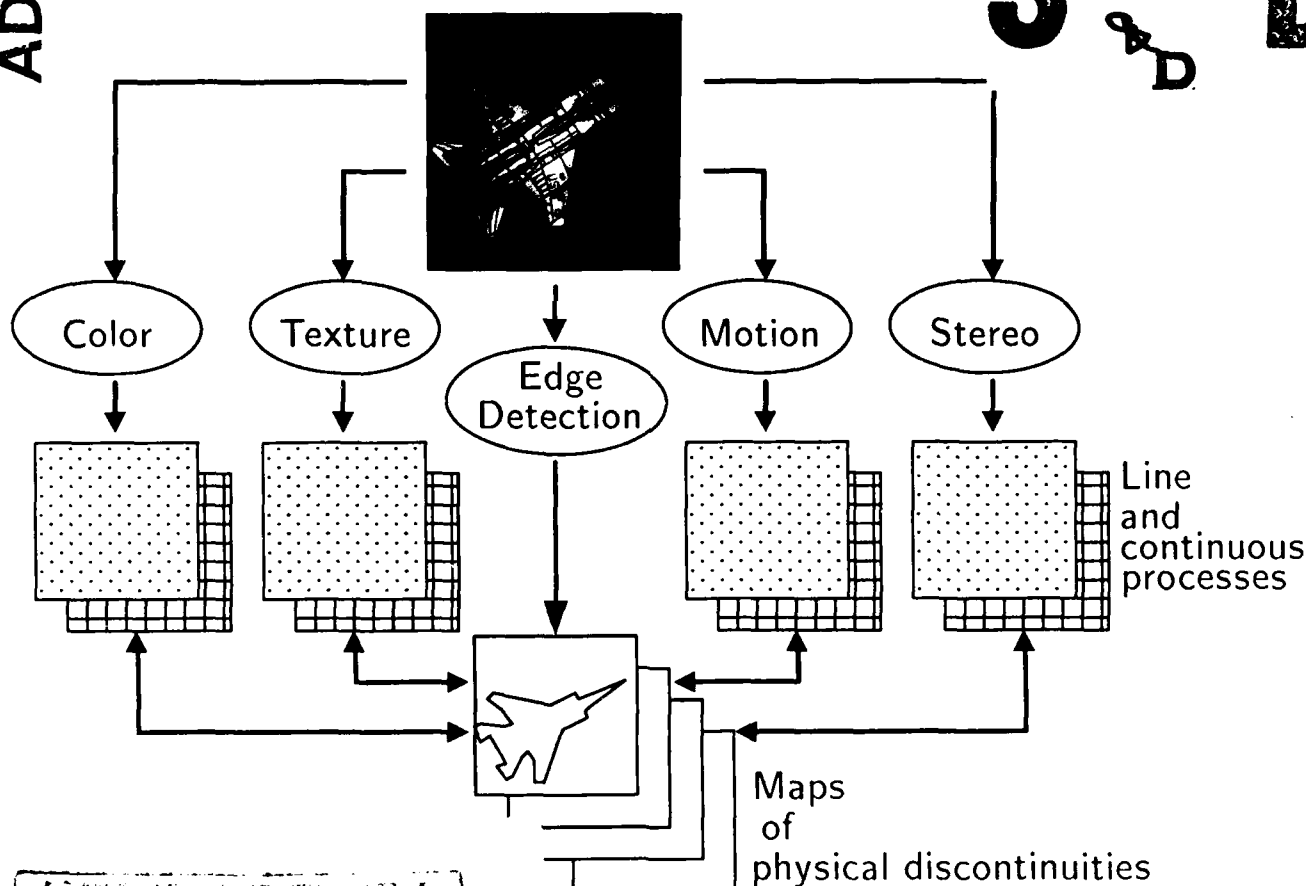 AD
D
Color
Texture
Edge
Detection
Motion
Stereo
Line
and
continuous
processes
Maps
of
physical discontinuities